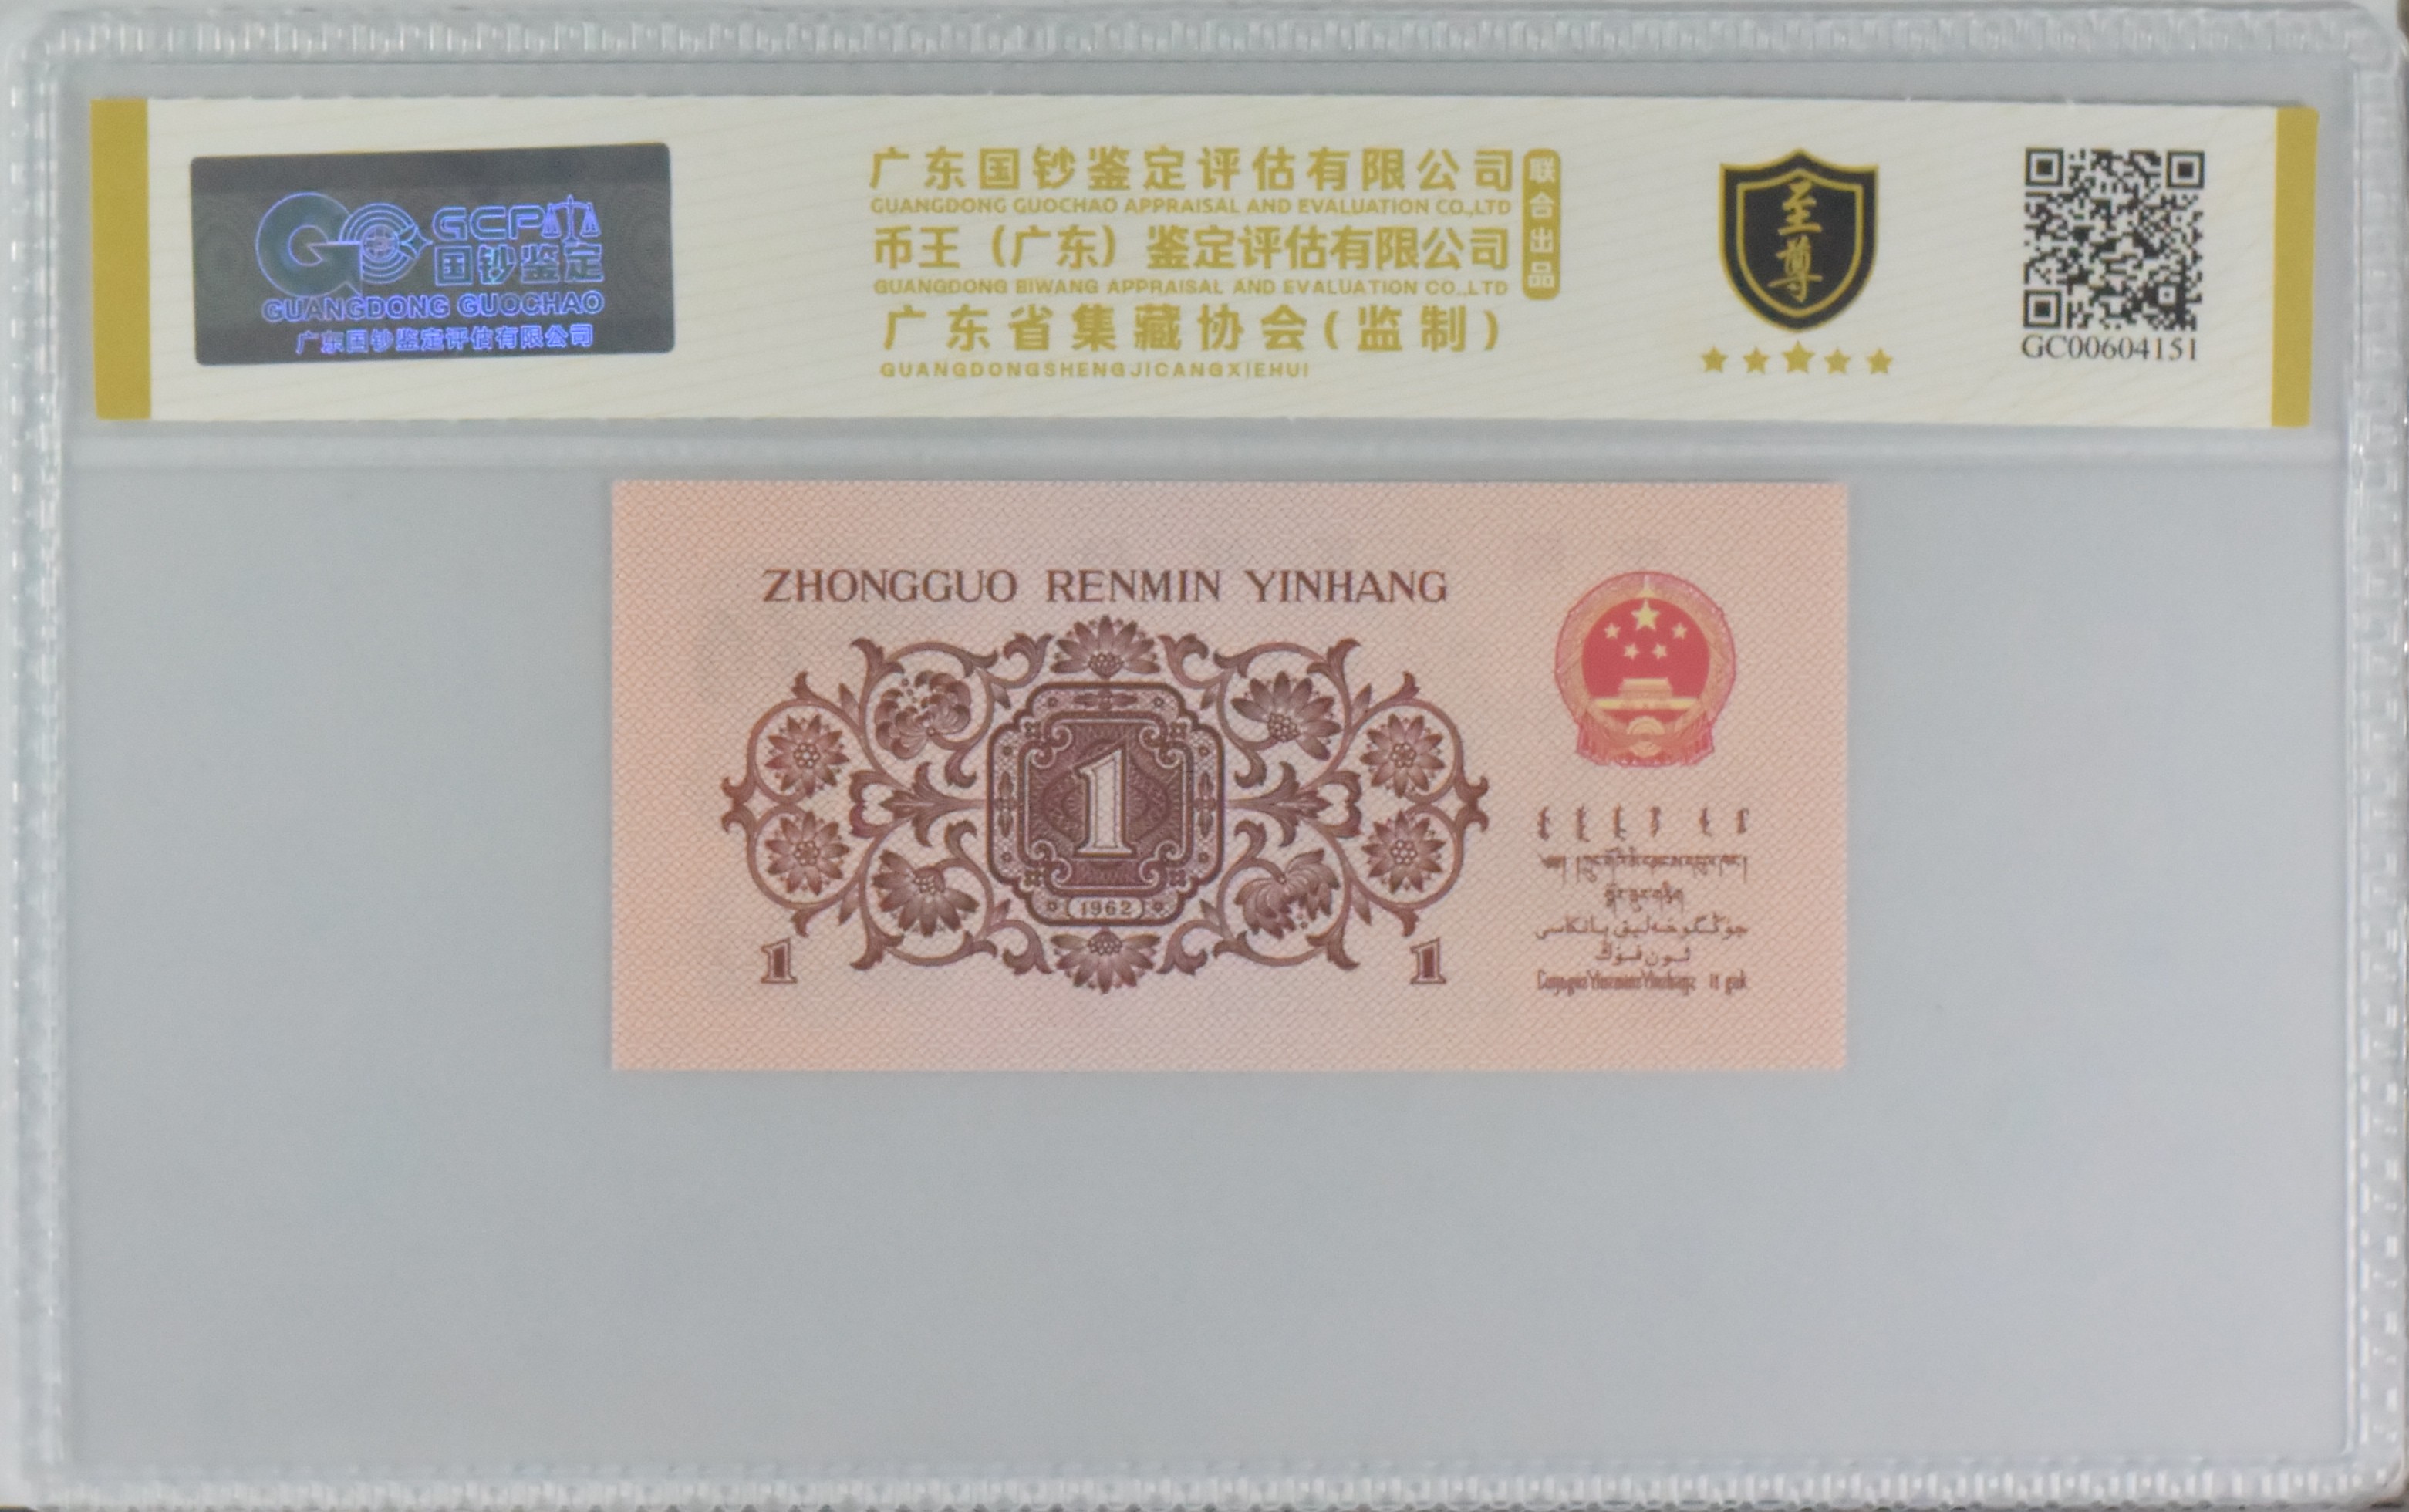 GCP
国钞鉴定
GUANGDONG GUOCHAO
广东国钞鉴定评估有限公司
广东国钞鉴定评估有限公司
GUANGDONG GUOCHAO APPRAISAL AND EVALUATION CO.,LTD
币王（广东）鉴定评估有限公司
GUANGDONG BIWANG APPRAISAL AND EVALUATION CO.,LTD
广东省集藏协会(监制)
GUANGDONGSHENGJICANGXIEHUI
联合出品
至尊
GC00604151
ZHONGGUO RENMIN YINHANG
1
1962
1
1
جۇڭگو خەلىق بانكاسى